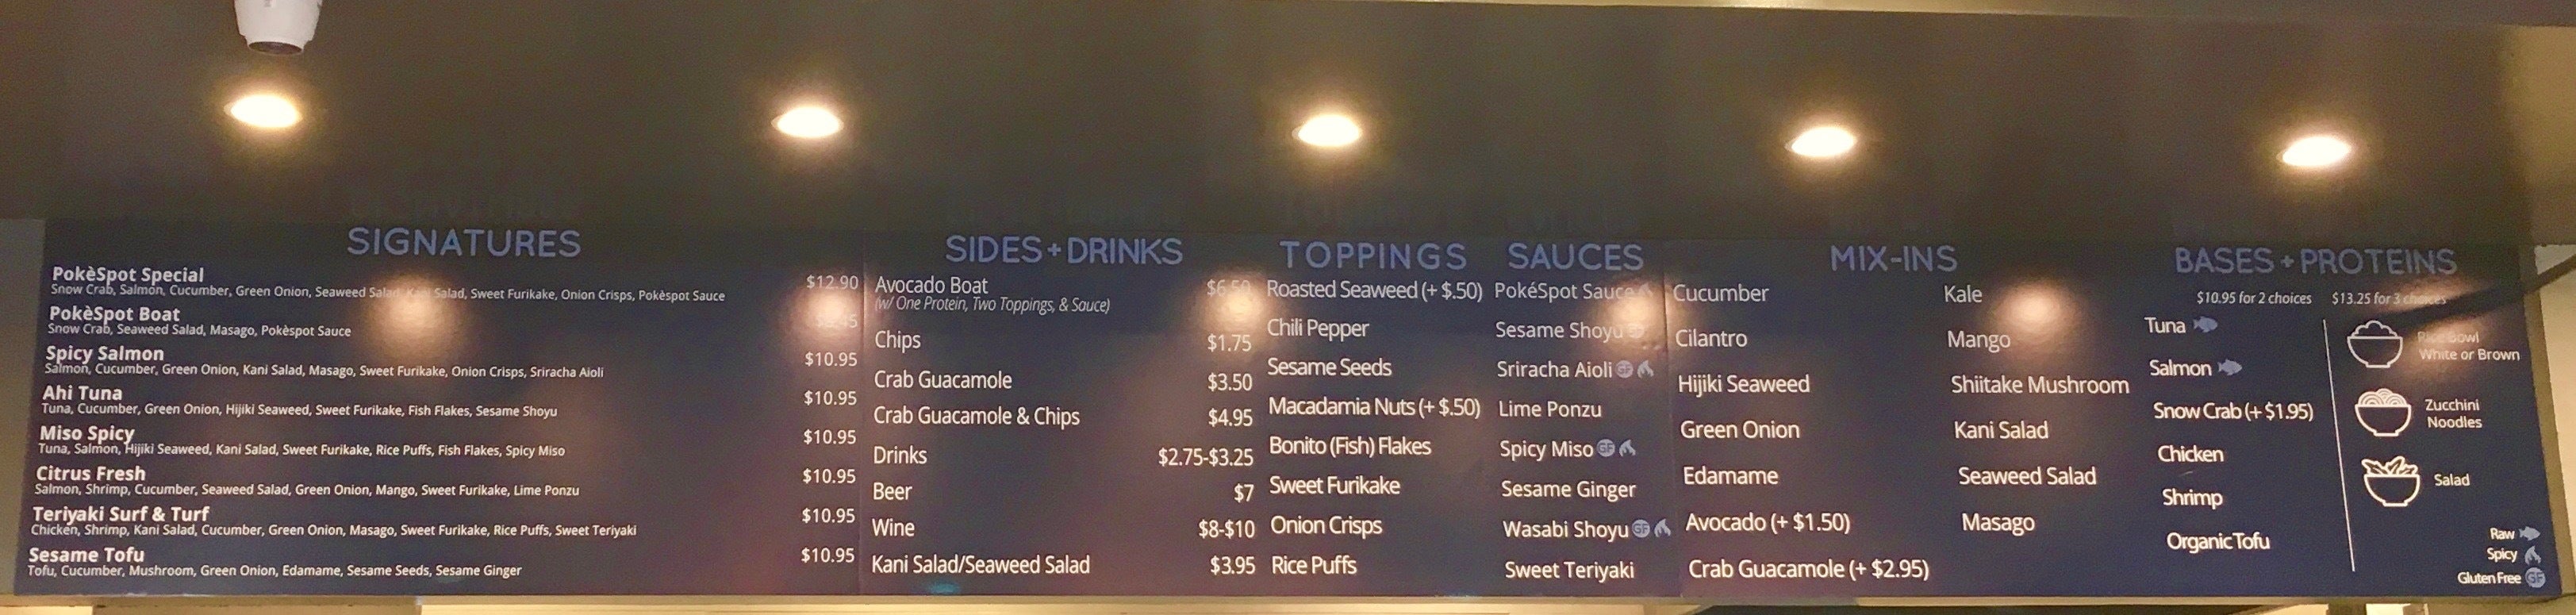 SIGNATURES
PokèSpot Special $12.90
Snow Crab, Salmon, Cucumber, Green Onion, Seaweed Salad, Kani Salad, Sweet Furikake, Onion Crisps, Pokèspot Sauce
PokèSpot Boat
Snow Crab, Seaweed Salad, Masago, Pokèspot Sauce
Spicy Salmon $10.95
Salmon, Cucumber, Green Onion, Kani Salad, Masago, Sweet Furikake, Onion Crisps, Sriracha Aioli
Ahi Tuna $10.95
Tuna, Cucumber, Green Onion, Hijiki Seaweed, Sweet Furikake, Fish Flakes, Sesame Shoyu
Miso Spicy $10.95
Tuna, Salmon, Hijiki Seaweed, Kani Salad, Sweet Furikake, Rice Puffs, Fish Flakes, Spicy Miso
Citrus Fresh $10.95
Salmon, Shrimp, Cucumber, Seaweed Salad, Green Onion, Mango, Sweet Furikake, Lime Ponzu
Teriyaki Surf & Turf $10.95
Chicken, Shrimp, Kani Salad, Cucumber, Green Onion, Masago, Sweet Furikake, Rice Puffs, Sweet Teriyaki
Sesame Tofu $10.95
Tofu, Cucumber, Mushroom, Green Onion, Edamame, Sesame Seeds, Sesame Ginger
SIDES+DRINKS
Avocado Boat $6.50
(w/ One Protein, Two Toppings, & Sauce)
Chips $1.75
Crab Guacamole $3.50
Crab Guacamole & Chips $4.95
Drinks $2.75-$3.25
Beer $7
Wine $8-$10
Kani Salad/Seaweed Salad $3.95
TOPPINGS
Roasted Seaweed (+ $.50)
Chili Pepper
Sesame Seeds
Macadamia Nuts (+ $.50)
Bonito (Fish) Flakes
Sweet Furikake
Onion Crisps
Rice Puffs
SAUCES
PokéSpot Sauce
Sesame Shoyu
Sriracha Aioli GF
Lime Ponzu
Spicy Miso GF
Sesame Ginger
Wasabi Shoyu GF
Sweet Teriyaki
MIX-INS
Cucumber
Cilantro
Hijiki Seaweed
Green Onion
Edamame
Avocado (+ $1.50)
Crab Guacamole (+ $2.95)
Kale
Mango
Shiitake Mushroom
Kani Salad
Seaweed Salad
Masago
BASES + PROTEINS
$10.95 for 2 choices $13.25 for 3 choices
Tuna
Salmon
Snow Crab (+ $1.95)
Chicken
Shrimp
Organic Tofu
Rice Bowl
White or Brown
Zucchini
Noodles
Salad
Raw
Spicy
Gluten Free GF